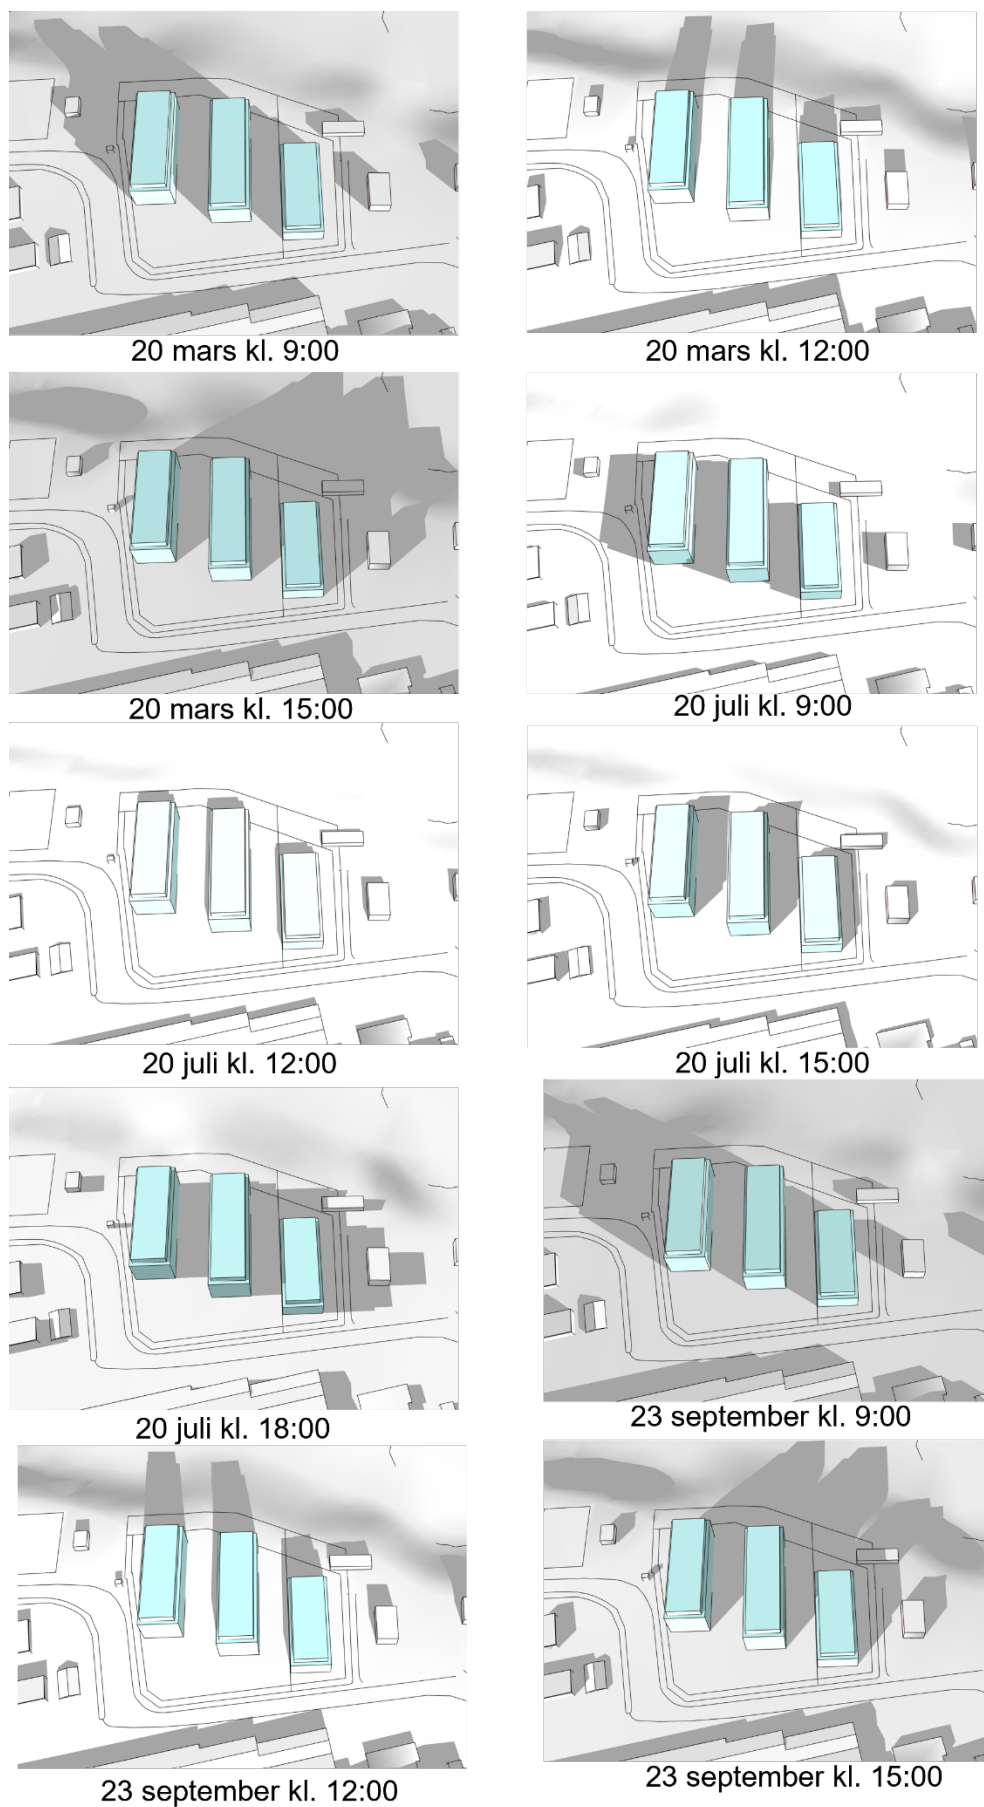 20 mars kl. 9:00
20 mars kl. 12:00
20 mars kl. 15:00
20 juli kl. 9:00
20 juli kl. 12:00
20 juli kl. 15:00
20 juli kl. 18:00
23 september kl. 9:00
23 september kl. 12:00
23 september kl. 15:00